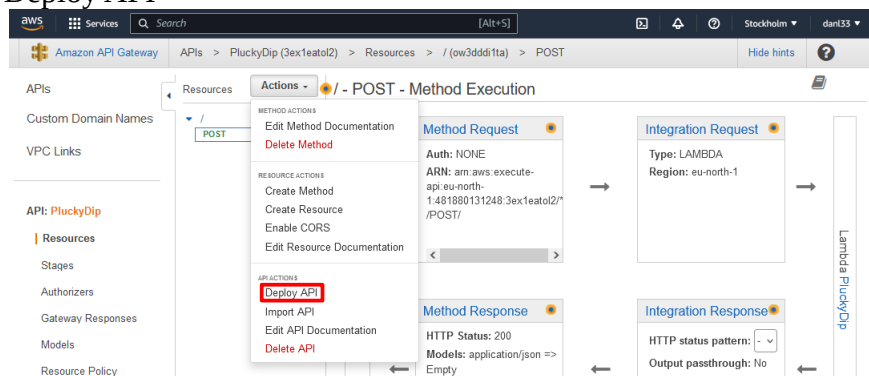 Deploy API
aws Services Search [Alt+S] Stockholm danl33
Amazon API Gateway APIs > PluckyDip (3ex1eatol2) > Resources > / (ow3dddi1ta) > POST Hide hints ?
APIs
Custom Domain Names
VPC Links
API: PluckyDip
Resources
Stages
Authorizers
Gateway Responses
Models
Resource Policy
Resources
/
POST
Actions
METHOD ACTIONS
Edit Method Documentation
Delete Method
RESOURCE ACTIONS
Create Method
Create Resource
Enable CORS
Edit Resource Documentation
API ACTIONS
Deploy API
Import API
Edit API Documentation
Delete API
/ - POST - Method Execution
Method Request
Auth: NONE
ARN: arn:aws:execute-
api:eu-north-
1:481880131248:3ex1eatol2/*
/POST/
Integration Request
Type: LAMBDA
Region: eu-north-1
Lambda PluckyDip
Method Response
HTTP Status: 200
Models: application/json =>
Empty
Integration Response
HTTP status pattern: -
Output passthrough: No